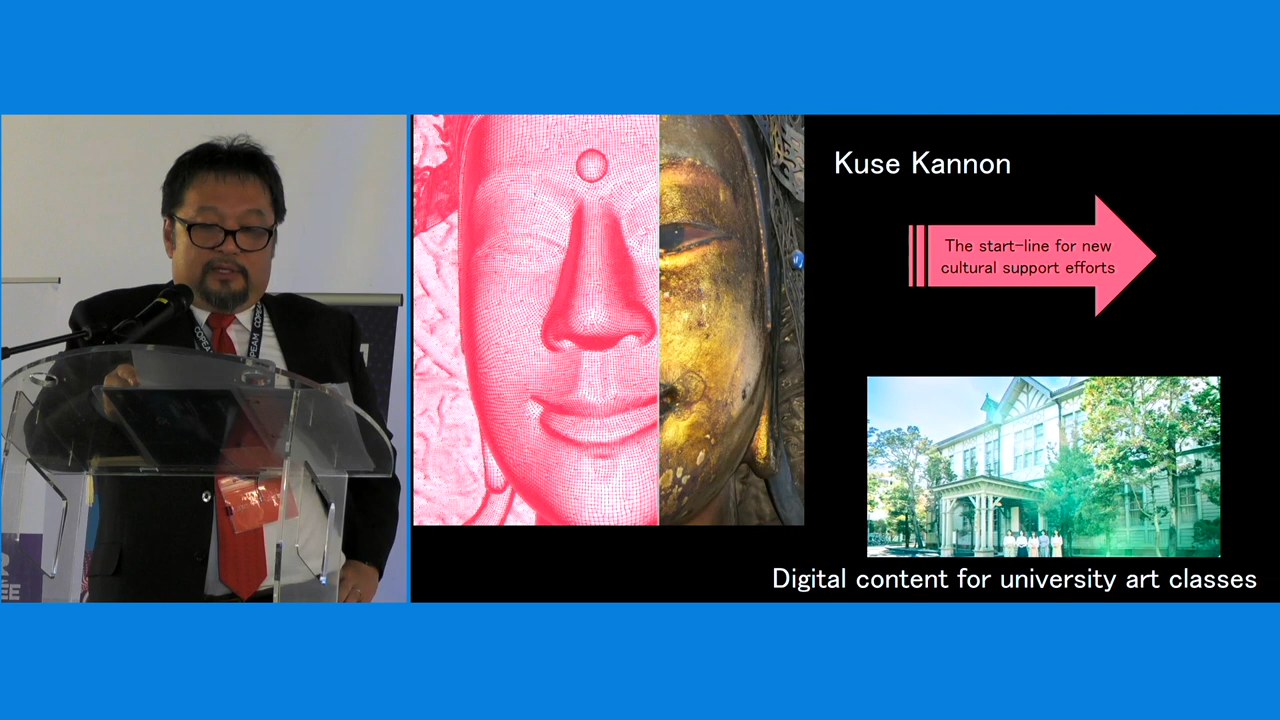 Kuse Kannon
The start-line for new
cultural support efforts
Digital content for university art classes
COPEAM
COPEAM